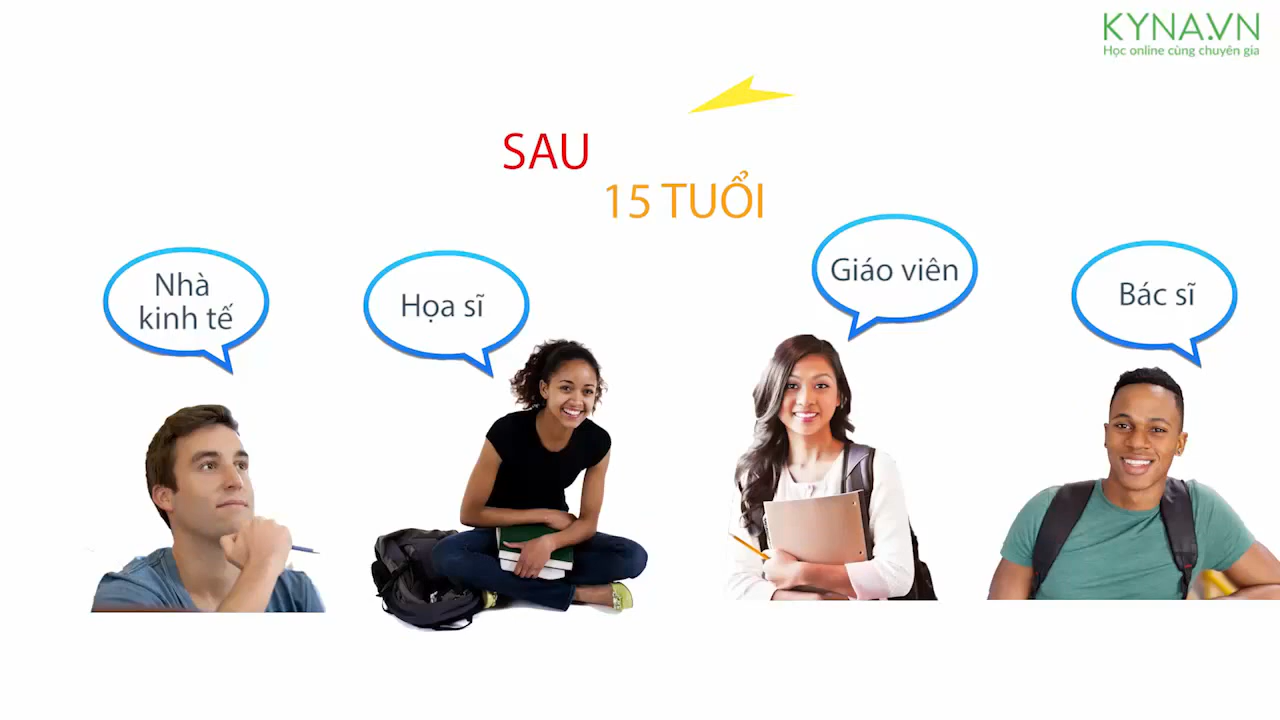 KYNA.VN
Học online cùng chuyên gia
SAU
15 TUỔI
Nhà
kinh tế
Họa sĩ
Giáo viên
Bác sĩ